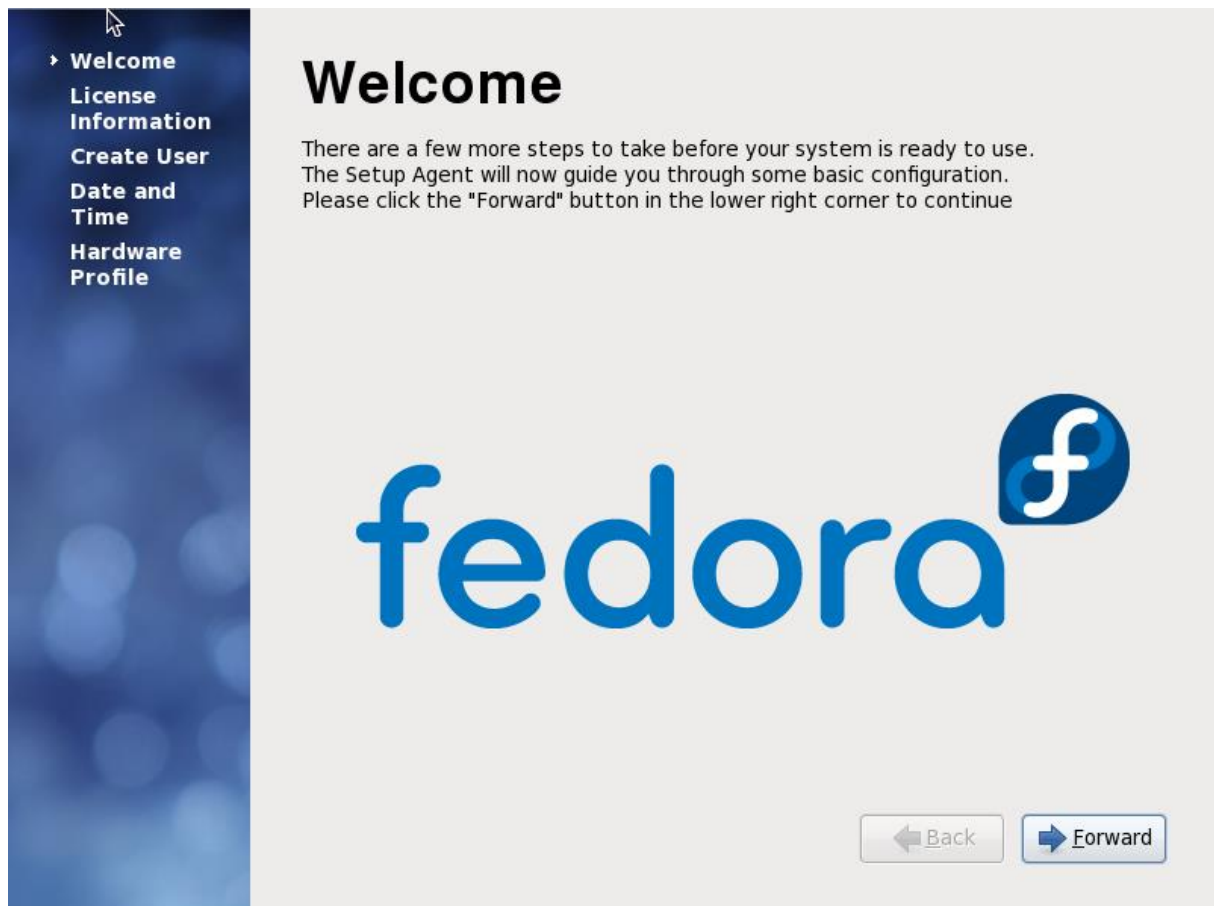 Welcome
License
Information
Create User
Date and
Time
Hardware
Profile
Welcome
There are a few more steps to take before your system is ready to use.
The Setup Agent will now guide you through some basic configuration.
Please click the "Forward" button in the lower right corner to continue
f
fedora
Back
Forward